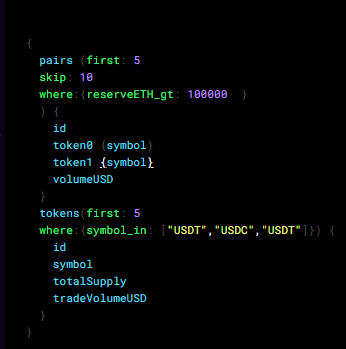 {
pairs (first: 5
skip: 10
where:{reserveETH_gt: 100000 }
) {
id
token0 {symbol}
token1 {symbol}
volumeUSD
}
tokens(first: 5
where:{symbol_in: ["USDT","USDC","USDT"]}) {
id
symbol
totalSupply
tradeVolumeUSD
}
}